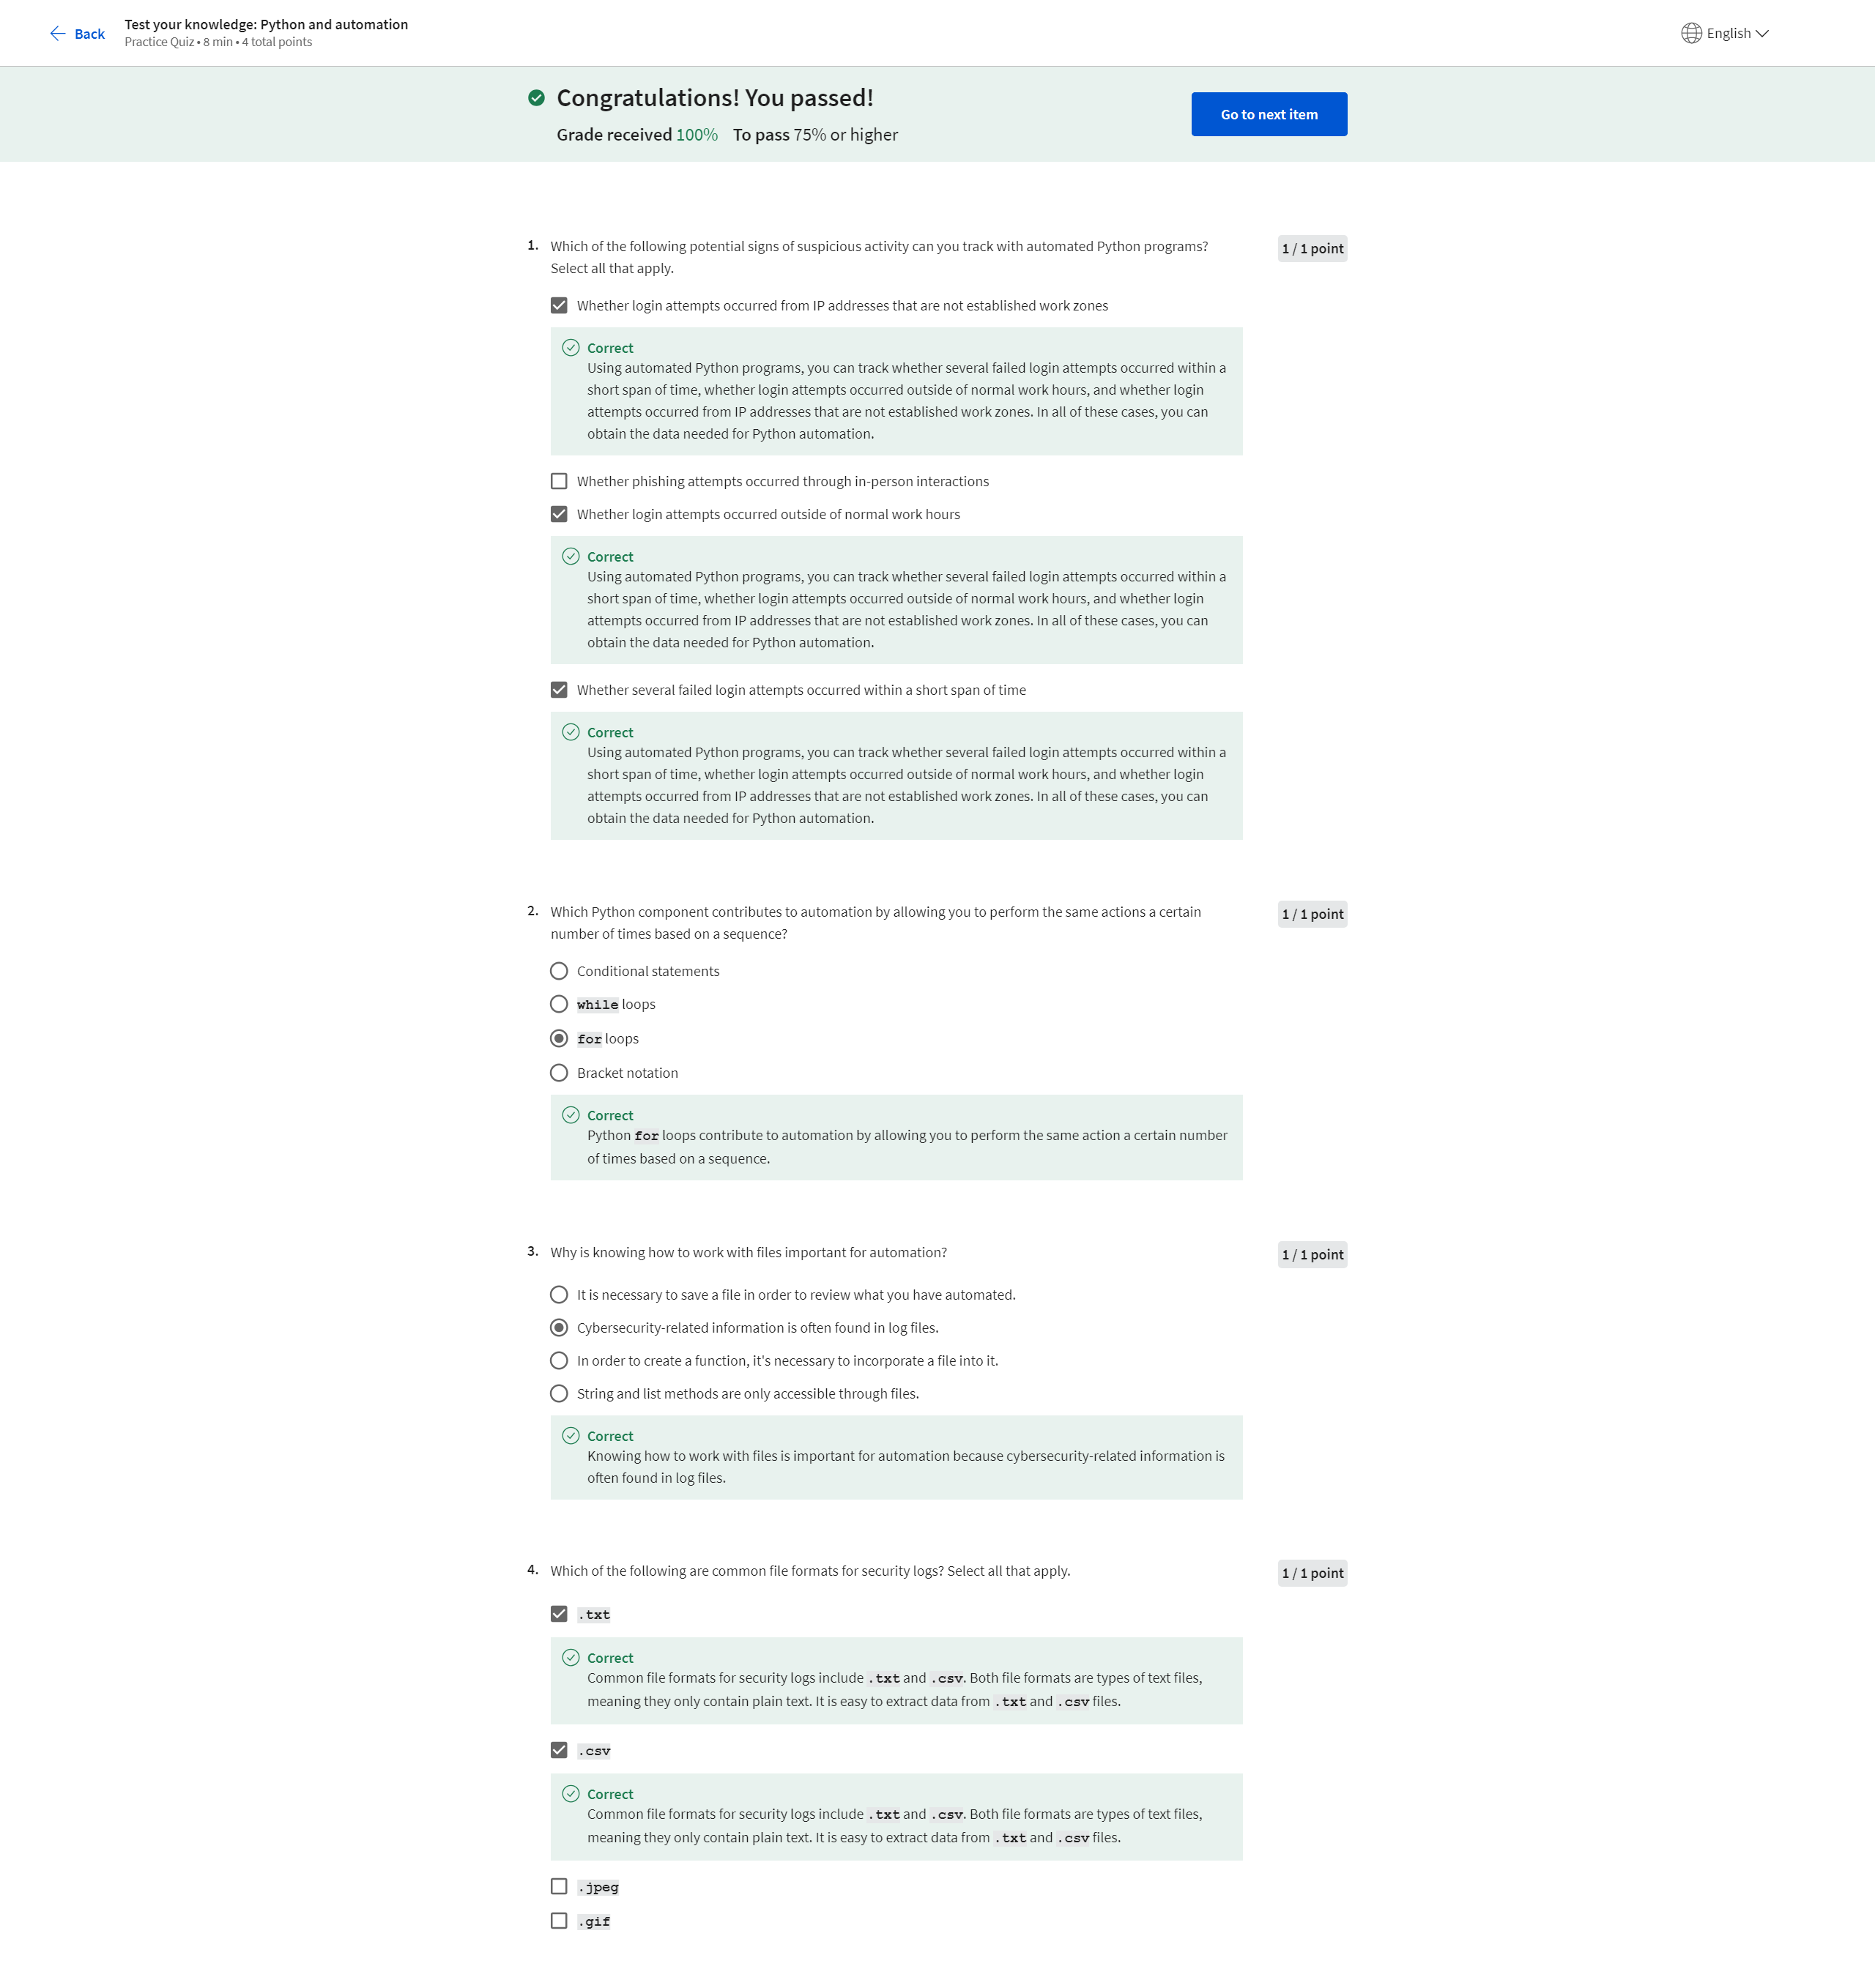 Back
Test your knowledge: Python and automation
Practice Quiz • 8 min • 4 total points
English
Congratulations! You passed!
Grade received 100% To pass 75% or higher
Go to next item
1. Which of the following potential signs of suspicious activity can you track with automated Python programs?
Select all that apply.
1 / 1 point
Whether login attempts occurred from IP addresses that are not established work zones
Correct
Using automated Python programs, you can track whether several failed login attempts occurred within a
short span of time, whether login attempts occurred outside of normal work hours, and whether login
attempts occurred from IP addresses that are not established work zones. In all of these cases, you can
obtain the data needed for Python automation.
Whether phishing attempts occurred through in-person interactions
Whether login attempts occurred outside of normal work hours
Correct
Using automated Python programs, you can track whether several failed login attempts occurred within a
short span of time, whether login attempts occurred outside of normal work hours, and whether login
attempts occurred from IP addresses that are not established work zones. In all of these cases, you can
obtain the data needed for Python automation.
Whether several failed login attempts occurred within a short span of time
Correct
Using automated Python programs, you can track whether several failed login attempts occurred within a
short span of time, whether login attempts occurred outside of normal work hours, and whether login
attempts occurred from IP addresses that are not established work zones. In all of these cases, you can
obtain the data needed for Python automation.
2. Which Python component contributes to automation by allowing you to perform the same actions a certain
number of times based on a sequence?
1 / 1 point
Conditional statements
while loops
for loops
Bracket notation
Correct
Python for loops contribute to automation by allowing you to perform the same action a certain number
of times based on a sequence.
3. Why is knowing how to work with files important for automation?
1 / 1 point
It is necessary to save a file in order to review what you have automated.
Cybersecurity-related information is often found in log files.
In order to create a function, it's necessary to incorporate a file into it.
String and list methods are only accessible through files.
Correct
Knowing how to work with files is important for automation because cybersecurity-related information is
often found in log files.
4. Which of the following are common file formats for security logs? Select all that apply.
1 / 1 point
.txt
Correct
Common file formats for security logs include .txt and .csv. Both file formats are types of text files,
meaning they only contain plain text. It is easy to extract data from .txt and .csv files.
.csv
Correct
Common file formats for security logs include .txt and .csv. Both file formats are types of text files,
meaning they only contain plain text. It is easy to extract data from .txt and .csv files.
.jpeg
.gif